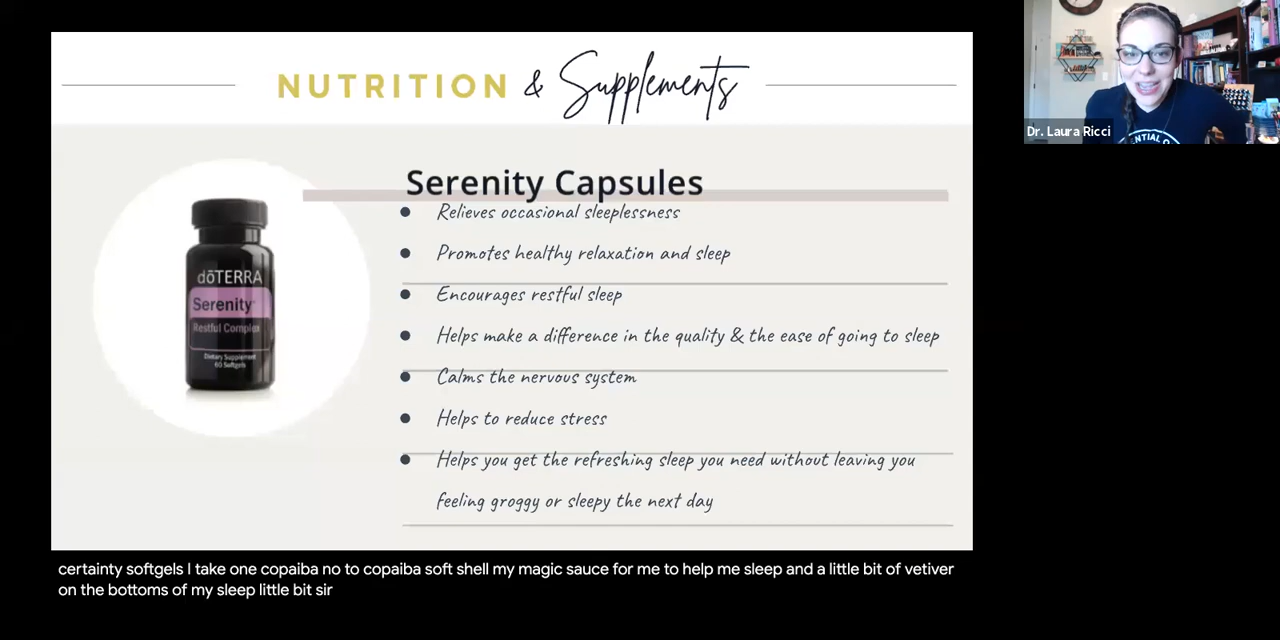 NUTRITION & Supplements
Dr. Laura Ricci
Serenity Capsules
Relieves occasional sleeplessness
Promotes healthy relaxation and sleep
Encourages restful sleep
Helps make a difference in the quality & the ease of going to sleep
Calms the nervous system
Helps to reduce stress
Helps you get the refreshing sleep you need without leaving you
feeling groggy or sleepy the next day
dōTERRA
Serenity
Restful Complex
Dietary Supplement
60 Softgels
certainty softgels I take one copaiba no to copaiba soft shell my magic sauce for me to help me sleep and a little bit of vetiver
on the bottoms of my sleep little bit sir